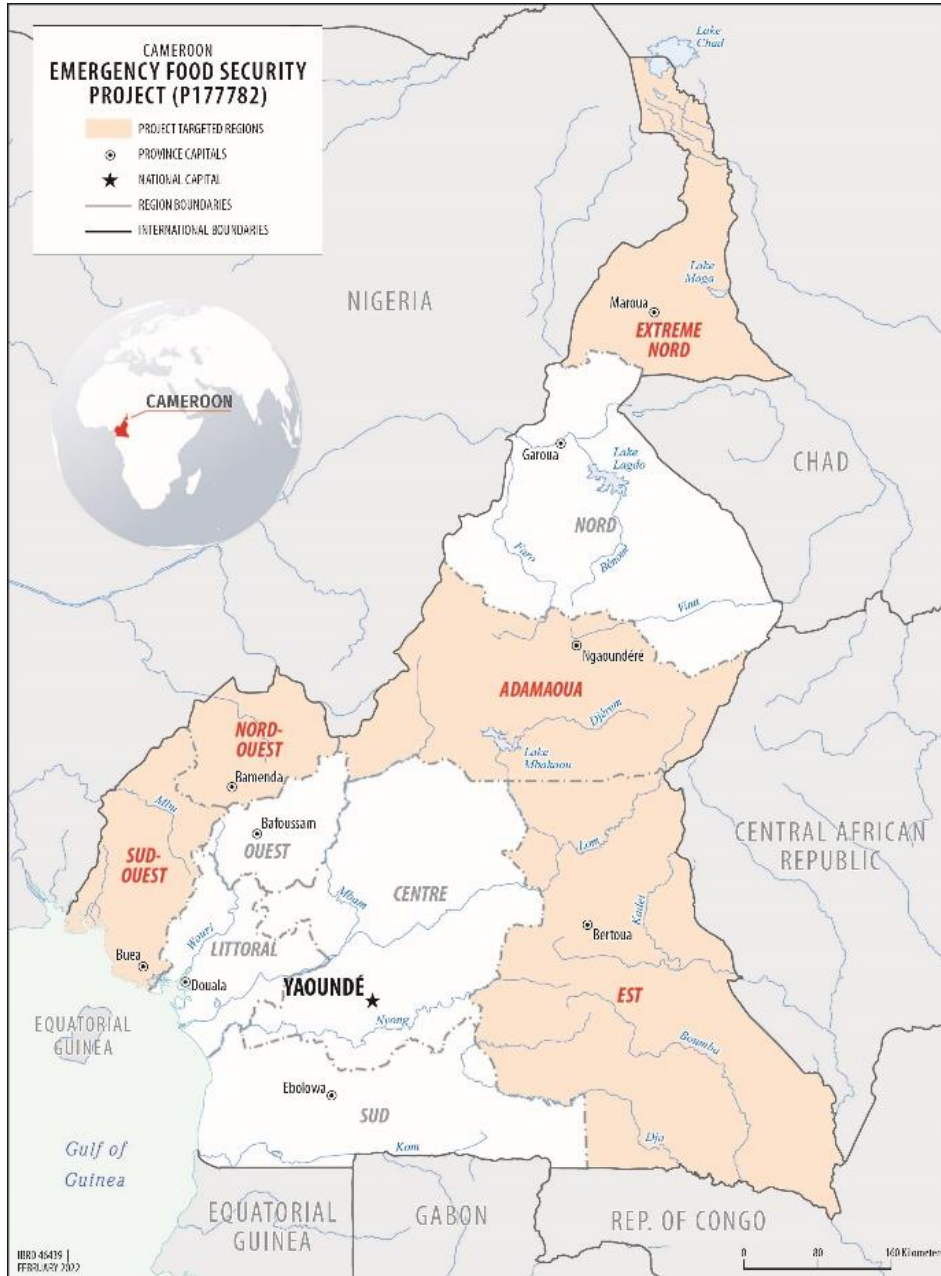 CAMEROON
EMERGENCY FOOD SECURITY
PROJECT (P177782)
PROJECT TARGETED REGIONS
PROVINCE CAPITALS
NATIONAL CAPITAL
REGION BOUNDARIES
INTERNATIONAL BOUNDARIES
Lake
Chad
NIGERIA
Lake
Maga
Maroua
EXTREME
NORD
CAMEROON
Garoua
Lake
Lagdo
CHAD
NORD
Faro
Bénoué
Vina
Ngaoundéré
ADAMAOUA
Djérem
NORD-
OUEST
Lake
Mbakaou
Bamenda
Mbu
Bafoussam
OUEST
Lom
CENTRAL AFRICAN
REPUBLIC
SUD-
OUEST
Mbam
CENTRE
Kadei
Wouri
LITTORAL
Bertoua
Buea
Douala
YAOUNDÉ
EST
Nyong
EQUATORIAL
GUINEA
Boumba
Ebolowa
SUD
Dja
Kom
Gulf of
Guinea
EQUATORIAL
GUINEA
GABON
REP. OF CONGO
IBRD 46439 |
FEBRUARY 2022
0 80 160 Kilometers